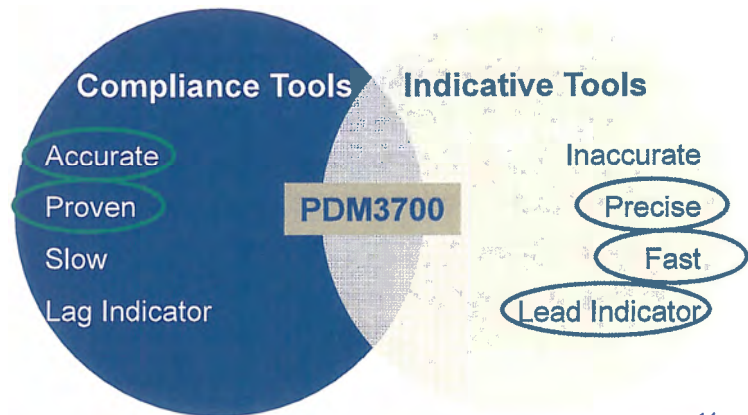 Compliance Tools
Indicative Tools
Accurate
Proven
Slow
Lag Indicator
PDM3700
Inaccurate
Precise
Fast
Lead Indicator